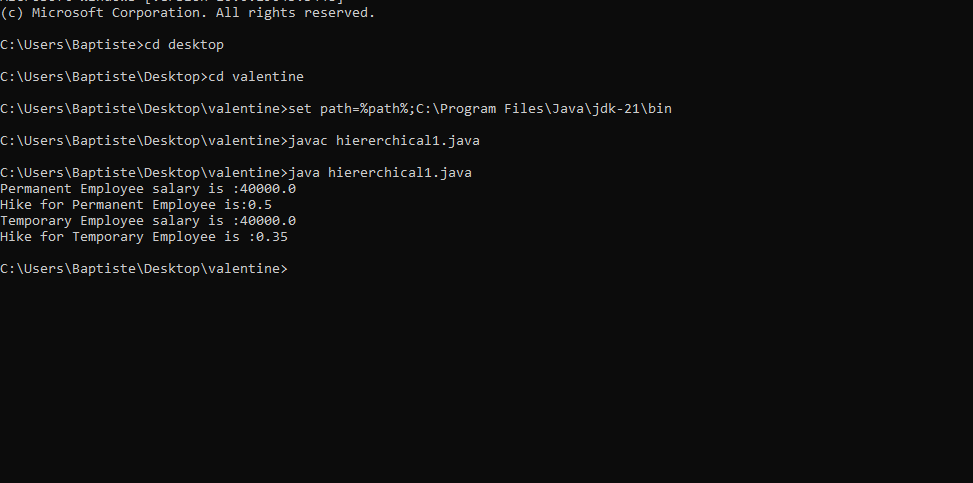 (c) Microsoft Corporation. All rights reserved.
C:\Users\Baptiste>cd desktop
C:\Users\Baptiste\Desktop>cd valentine
C:\Users\Baptiste\Desktop\valentine>set path=%path%;C:\Program Files\Java\jdk-21\bin
C:\Users\Baptiste\Desktop\valentine>javac hiererchical1.java
C:\Users\Baptiste\Desktop\valentine>java hiererchical1.java
Permanent Employee salary is :40000.0
Hike for Permanent Employee is:0.5
Temporary Employee salary is :40000.0
Hike for Temporary Employee is :0.35
C:\Users\Baptiste\Desktop\valentine>